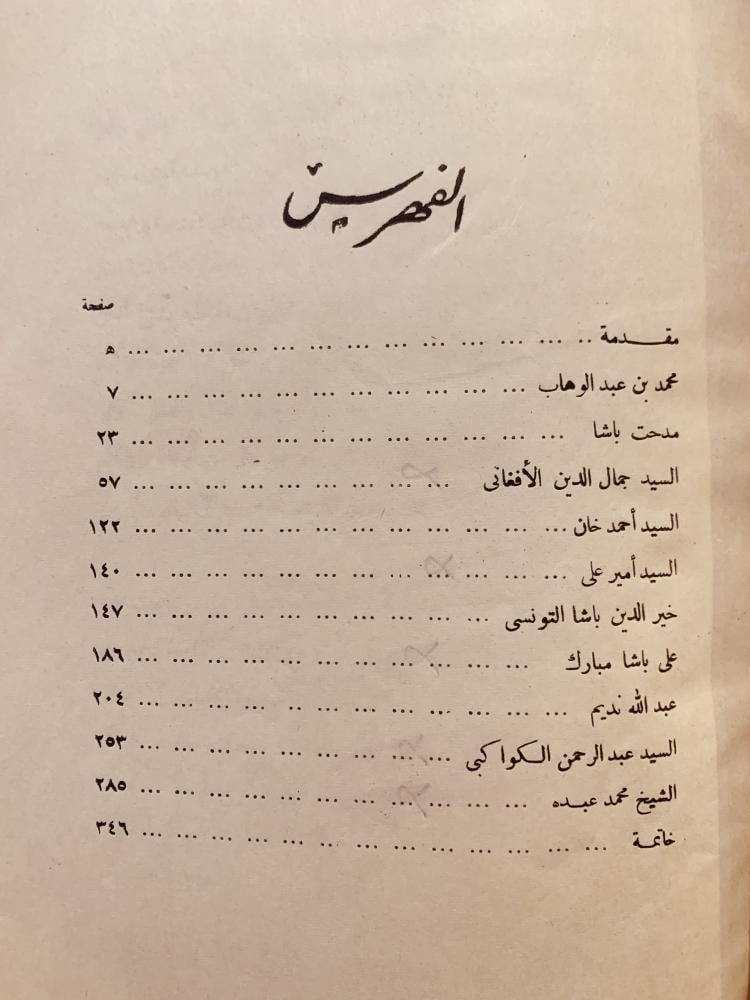 الفهرس
صفحة
مقدمة .. ... ... ... ... ... ... ... ... ... ... ... ... ه
محمد بن عبد الوهاب ... ... ... ... ... ... ... ... ... ... ... ٧
مدحت باشا ... ... ... ... ... ... ... ... ... ... ... ... ٢٣
السيد جمال الدين الأفغانى ... ... ... ... ... ... ... ... ... ٥٧
السيد أحمد خان ... ... ... ... ... ... ... ... ... ... ... ... ١٢٢
السيد أمير على ... ... ... ... ... ... ... ... ... ... ... ... ١٤٠
خير الدين باشا التونسى ... ... ... ... ... ... ... ... ... ... ١٤٧
على باشا مبارك ... ... ... ... ... ... ... ... ... ... ... ١٨٦
عبد الله نديم ... ... ... ... ... ... ... ... .. ... ... ... ٢٠٤
السيد عبد الرحمن الكواكبى ... ... ... ... ... ... ... ... ... ٢٥٣
الشيخ محمد عبده ... ... ... ... ... ... ... ... ... ... ... ٢٨٥
خاتمة ... ... ... ... ... ... ... ... ... ... ... ... ... ٣٤٦